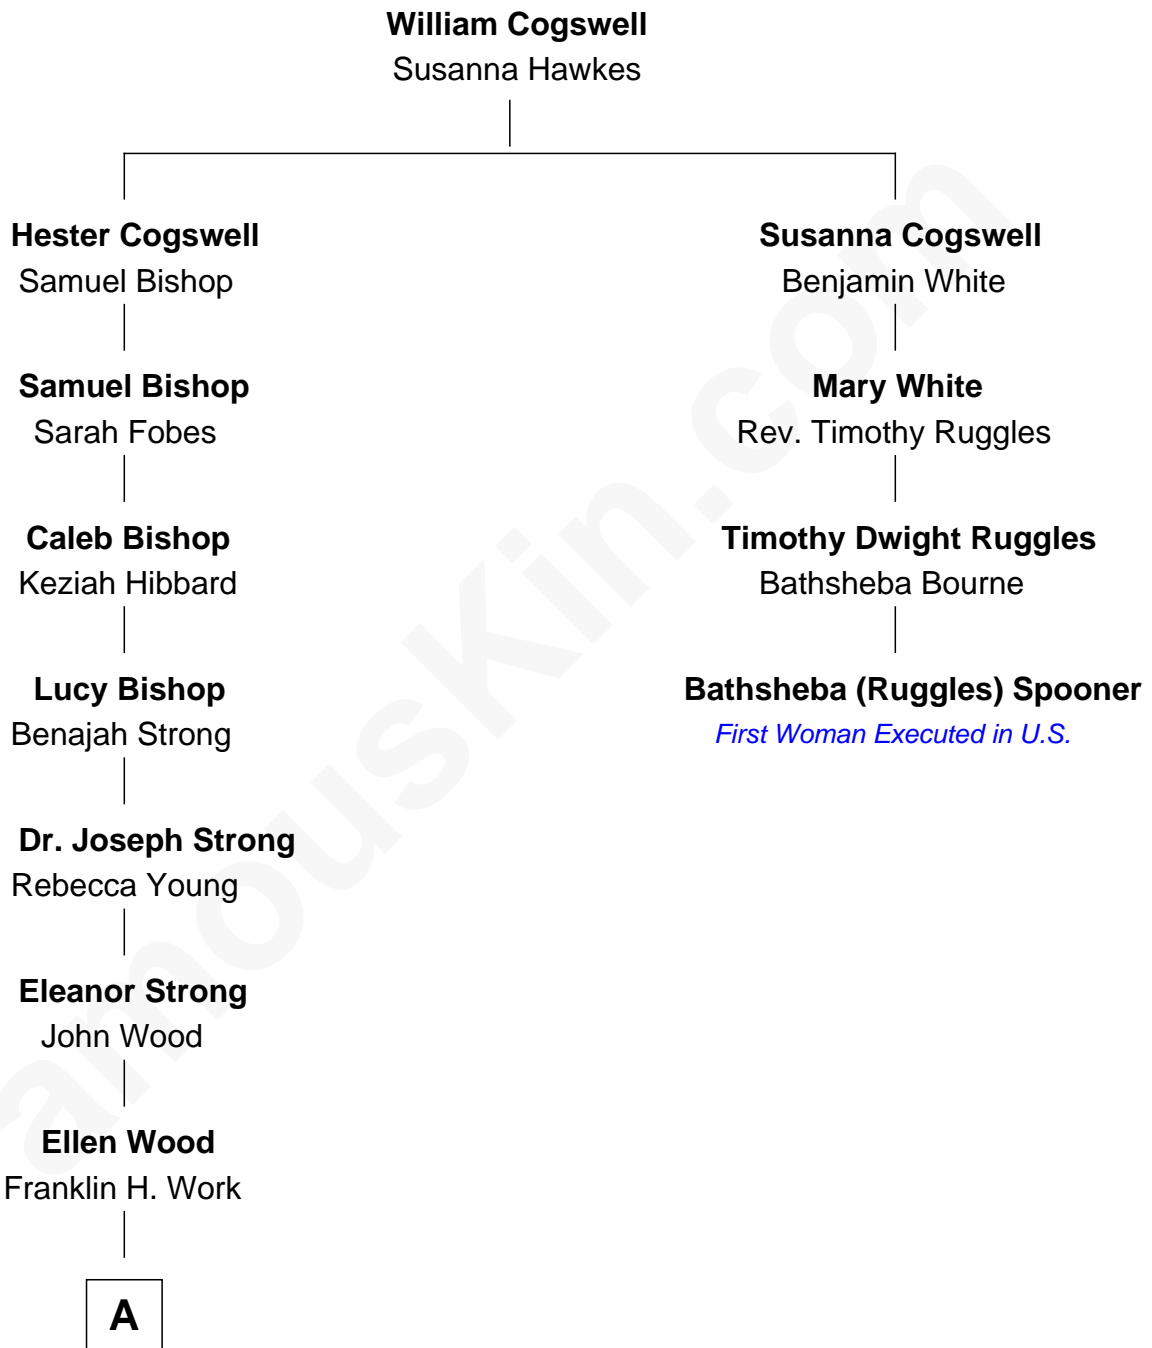 William Cogswell
Susanna Hawkes
Hester Cogswell
Samuel Bishop
Susanna Cogswell
Benjamin White
Samuel Bishop
Sarah Fobes
Mary White
Rev. Timothy Ruggles
Caleb Bishop
Keziah Hibbard
Timothy Dwight Ruggles
Bathsheba Bourne
Lucy Bishop
Benajah Strong
Bathsheba (Ruggles) Spooner
First Woman Executed in U.S.
Dr. Joseph Strong
Rebecca Young
Eleanor Strong
John Wood
Ellen Wood
Franklin H. Work
A
amousKin.com